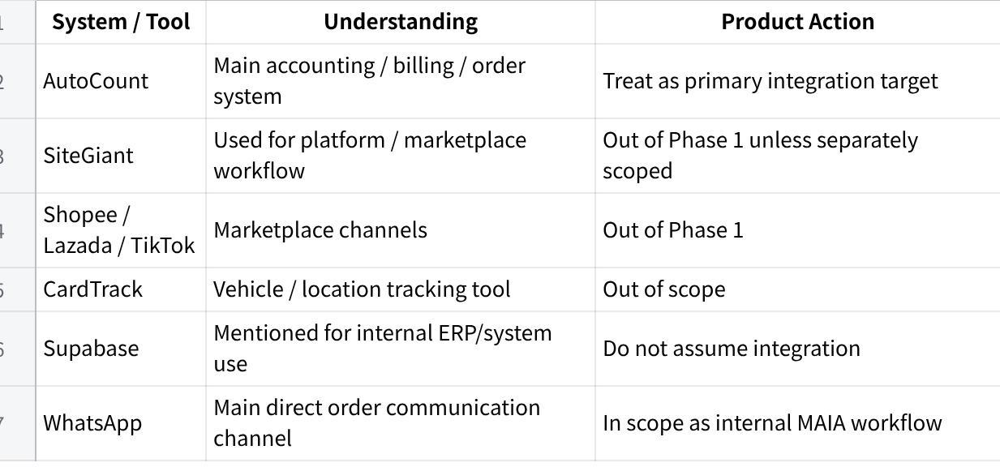 1
System / Tool
Understanding
Product Action
2
AutoCount
Main accounting / billing / order
system
Treat as primary integration target
3
SiteGiant
Used for platform / marketplace
workflow
Out of Phase 1 unless separately
scoped
4
Shopee /
Lazada / TikTok
Marketplace channels
Out of Phase 1
5
CardTrack
Vehicle / location tracking tool
Out of scope
6
Supabase
Mentioned for internal ERP/system
use
Do not assume integration
7
WhatsApp
Main direct order communication
channel
In scope as internal MAIA workflow